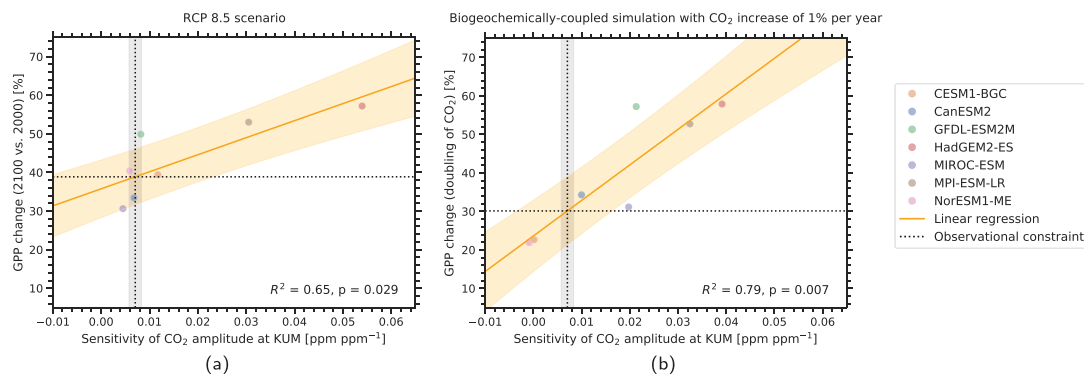 RCP 8.5 scenario
GPP change (2100 vs. 2000) [%]
70
60
50
40
30
20
10
R² = 0.65, p = 0.029
−0.01 0.00 0.01 0.02 0.03 0.04 0.05 0.06
Sensitivity of CO₂ amplitude at KUM [ppm ppm⁻¹]
(a)
Biogeochemically-coupled simulation with CO₂ increase of 1% per year
GPP change (doubling of CO₂) [%]
70
60
50
40
30
20
10
R² = 0.79, p = 0.007
−0.01 0.00 0.01 0.02 0.03 0.04 0.05 0.06
Sensitivity of CO₂ amplitude at KUM [ppm ppm⁻¹]
(b)
CESM1-BGC
CanESM2
GFDL-ESM2M
HadGEM2-ES
MIROC-ESM
MPI-ESM-LR
NorESM1-ME
Linear regression
Observational constraint